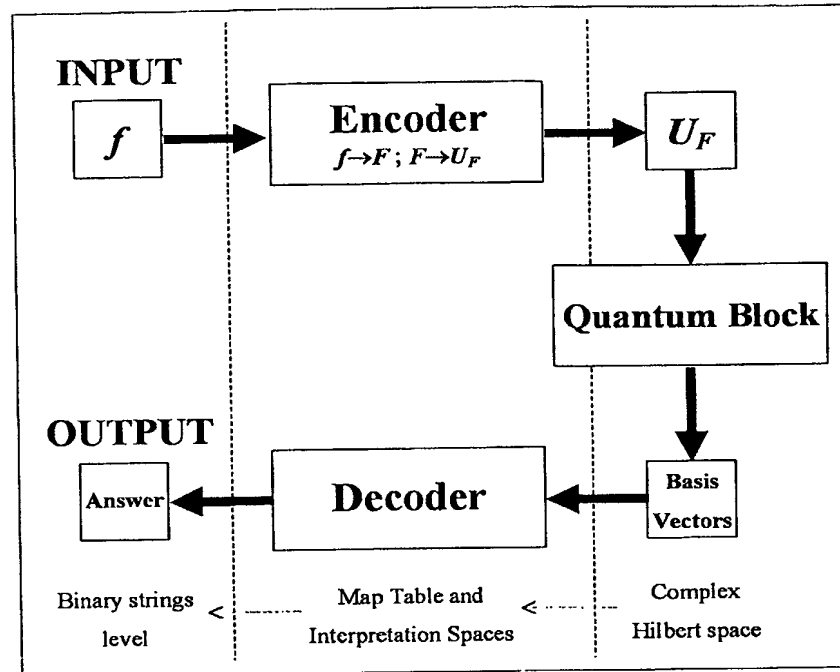 INPUT
f
Encoder
f→F ; F→U_F
U_F
Quantum Block
OUTPUT
Answer
Decoder
Basis
Vectors
Binary strings
level
Map Table and
Interpretation Spaces
Complex
Hilbert space